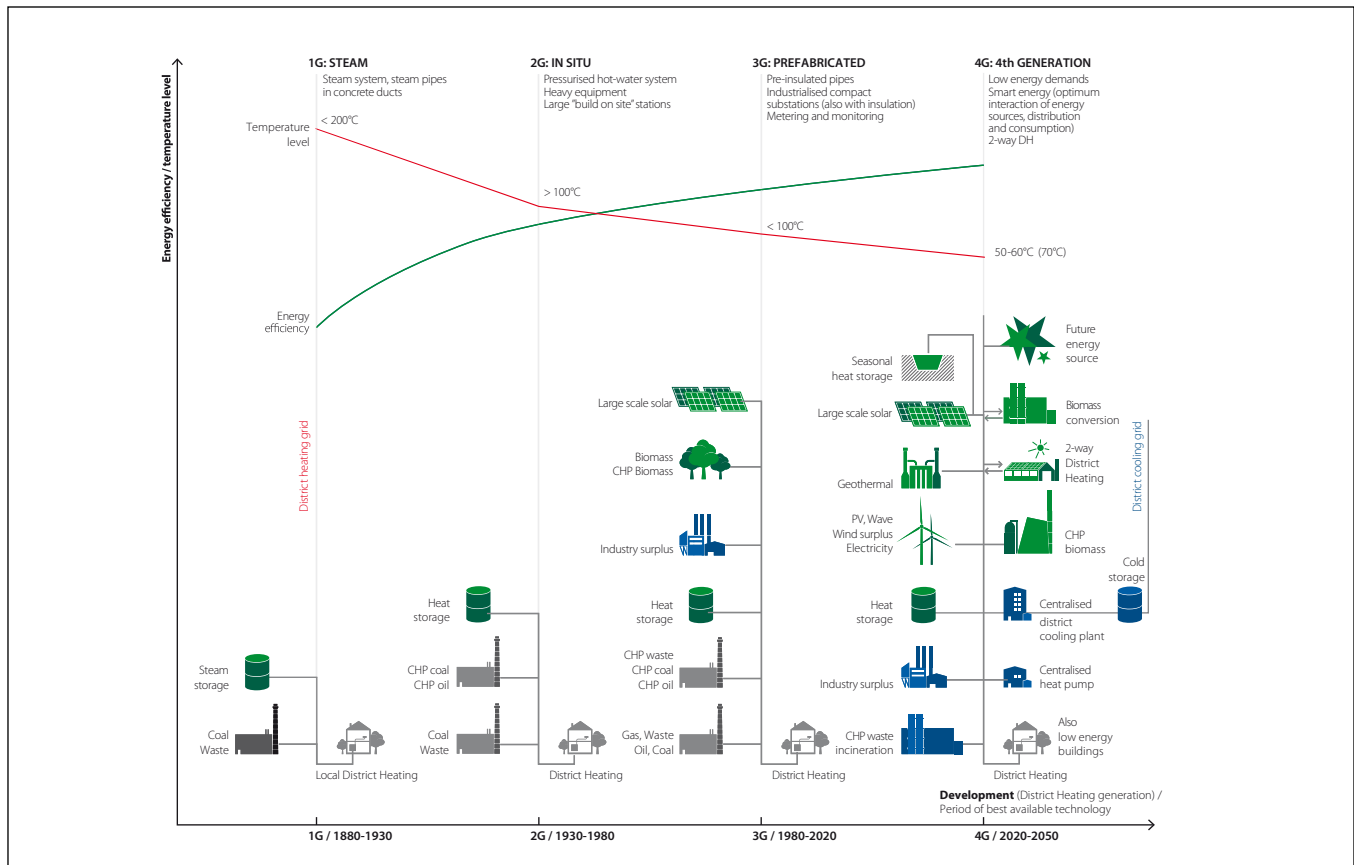 Energy efficiency / temperature level
1G: STEAM
Steam system, steam pipes
in concrete ducts
2G: IN SITU
Pressurised hot-water system
Heavy equipment
Large "build on site" stations
3G: PREFABRICATED
Pre-insulated pipes
Industrialised compact
substations (also with insulation)
Metering and monitoring
4G: 4th GENERATION
Low energy demands
Smart energy (optimum
interaction of energy
sources, distribution
and consumption)
2-way DH
Temperature
level
< 200°C
> 100°C
< 100°C
50-60°C (70°C)
Energy
efficiency
District heating grid
Steam
storage
Coal
Waste
Local District Heating
Heat
storage
CHP coal
CHP oil
Coal
Waste
District Heating
Large scale solar
Biomass
CHP Biomass
Industry surplus
Heat
storage
CHP waste
CHP coal
CHP oil
Gas, Waste
Oil, Coal
District Heating
Seasonal
heat storage
Large scale solar
Geothermal
PV, Wave
Wind surplus
Electricity
Heat
storage
Industry surplus
CHP waste
incineration
Future
energy
source
Biomass
conversion
2-way
District
Heating
CHP
biomass
Centralised
district
cooling plant
Centralised
heat pump
Also
low energy
buildings
District Heating
Cold
storage
District cooling grid
Development (District Heating generation) /
Period of best available technology
1G / 1880-1930
2G / 1930-1980
3G / 1980-2020
4G / 2020-2050